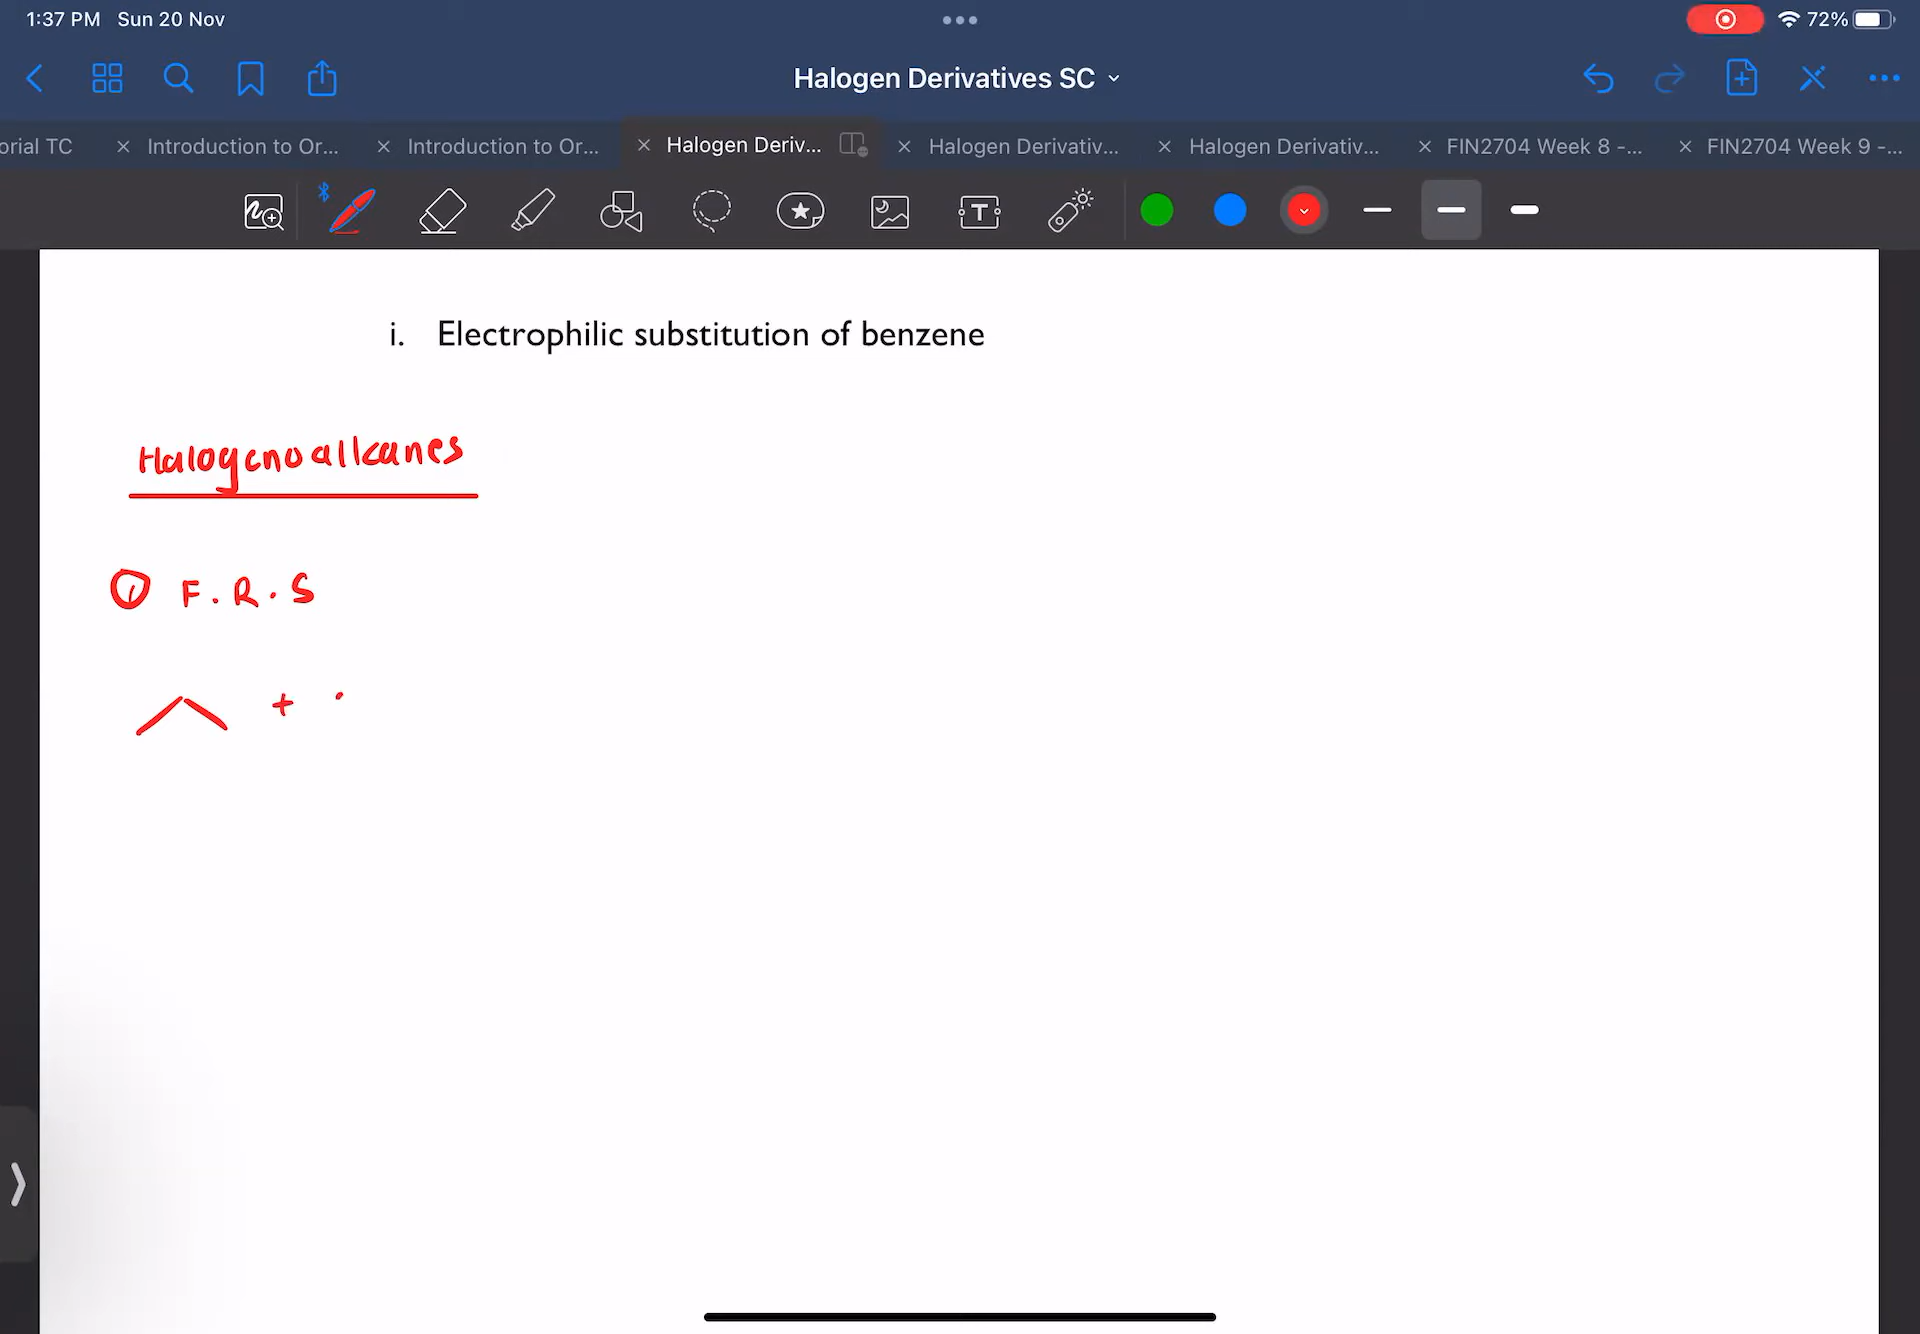 1:37 PM Sun 20 Nov
72%
Halogen Derivatives SC
orial TC
Introduction to Or...
Introduction to Or...
Halogen Deriv...
Halogen Derivativ...
Halogen Derivativ...
FIN2704 Week 8 -...
FIN2704 Week 9 -...
T
i. Electrophilic substitution of benzene
Halogenoalkanes
① F.R.S
+